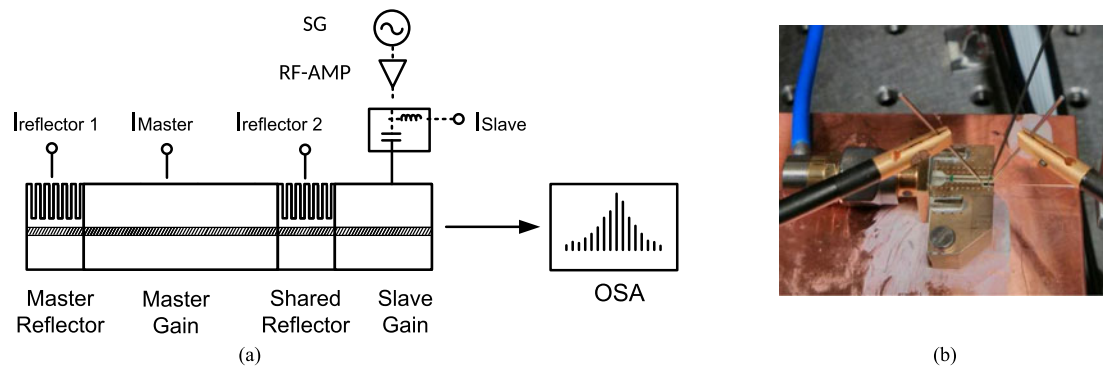 SG
RF-AMP
Ireflector 1
IMaster
Ireflector 2
ISlave
Master
Reflector
Master
Gain
Shared
Reflector
Slave
Gain
OSA
(a)
(b)